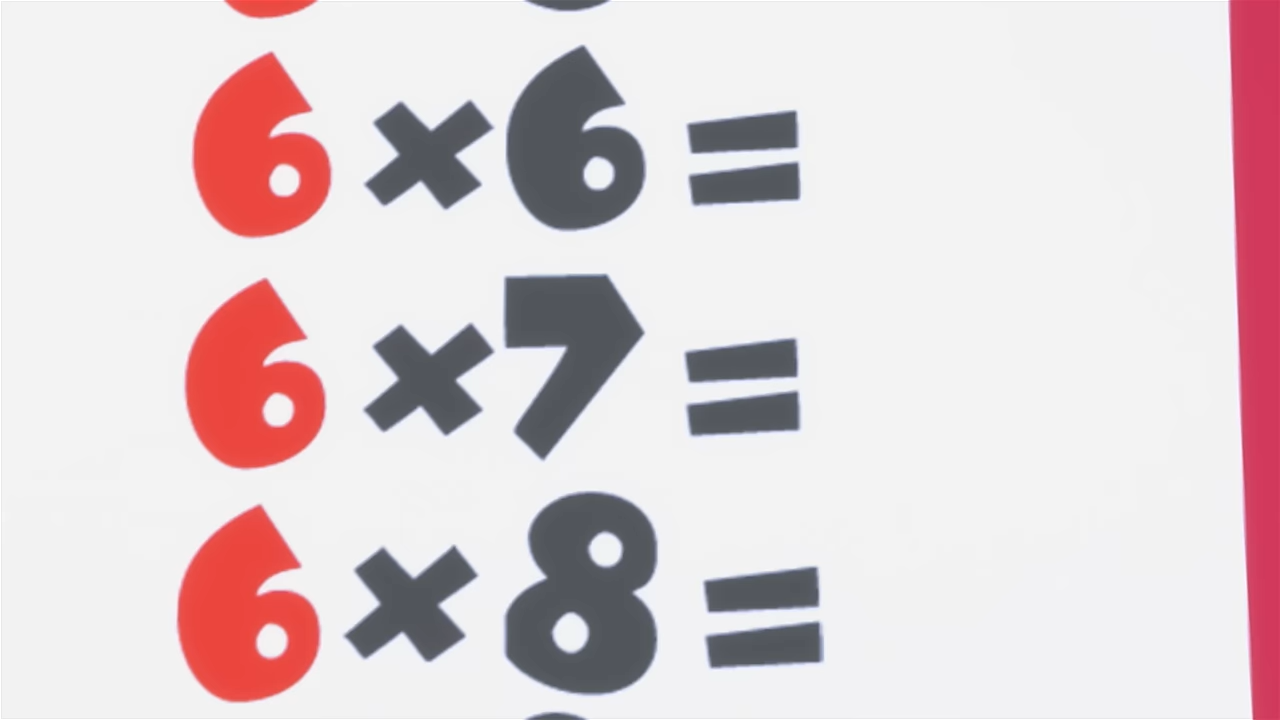 6 × 6 =
6 × 7 =
6 × 8 =